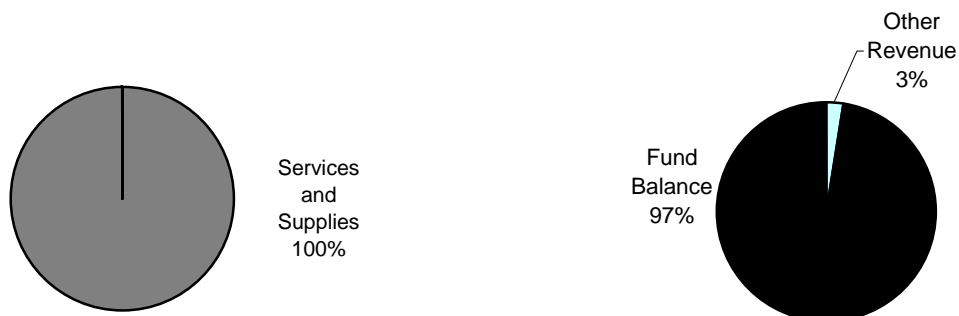 Services
and
Supplies
100%
Other
Revenue
3%
Fund
Balance
97%